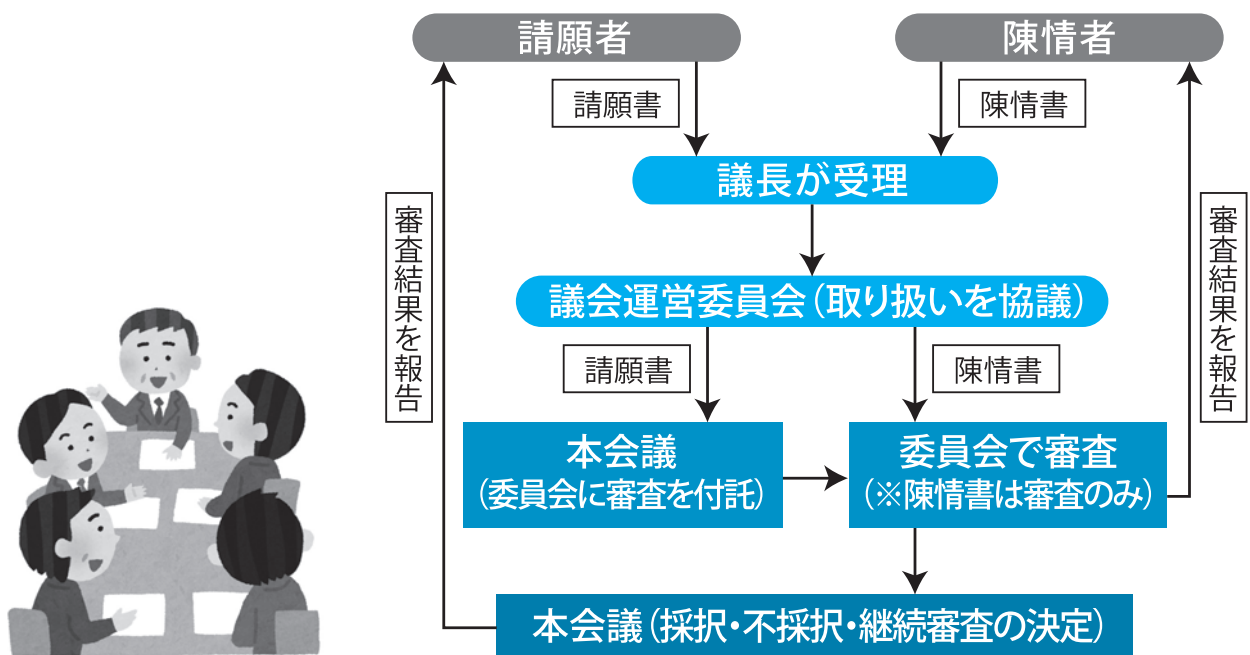 請願者
陳情者
請願書
陳情書
議長が受理
審査結果を報告
審査結果を報告
議会運営委員会（取り扱いを協議）
請願書
陳情書
本会議
（委員会に審査を付託）
委員会で審査
（※陳情書は審査のみ）
本会議（採択・不採択・継続審査の決定）